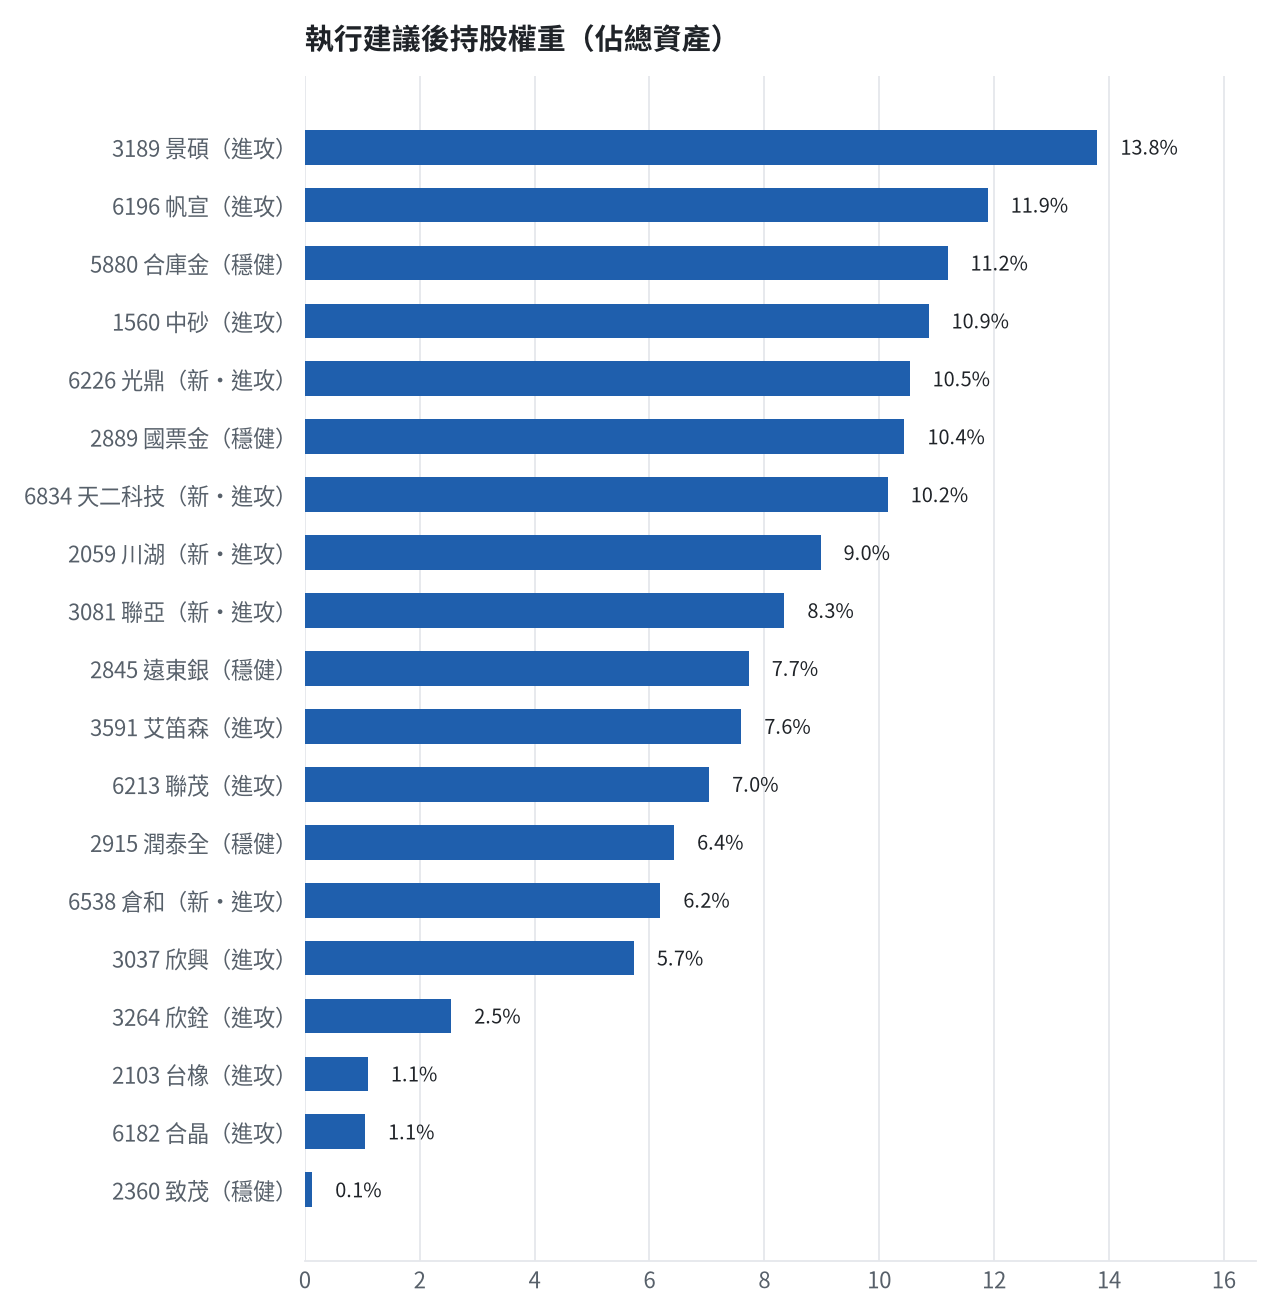 執行建議後持股權重（佔總資產）
3189 景碩（進攻） 13.8%
6196 帆宣（進攻） 11.9%
5880 合庫金（穩健） 11.2%
1560 中砂（進攻） 10.9%
6226 光鼎（新・進攻） 10.5%
2889 國票金（穩健） 10.4%
6834 天二科技（新・進攻） 10.2%
2059 川湖（新・進攻） 9.0%
3081 聯亞（新・進攻） 8.3%
2845 遠東銀（穩健） 7.7%
3591 艾笛森（進攻） 7.6%
6213 聯茂（進攻） 7.0%
2915 潤泰全（穩健） 6.4%
6538 倉和（新・進攻） 6.2%
3037 欣興（進攻） 5.7%
3264 欣銓（進攻） 2.5%
2103 台橡（進攻） 1.1%
6182 合晶（進攻） 1.1%
2360 致茂（穩健） 0.1%
0 2 4 6 8 10 12 14 16